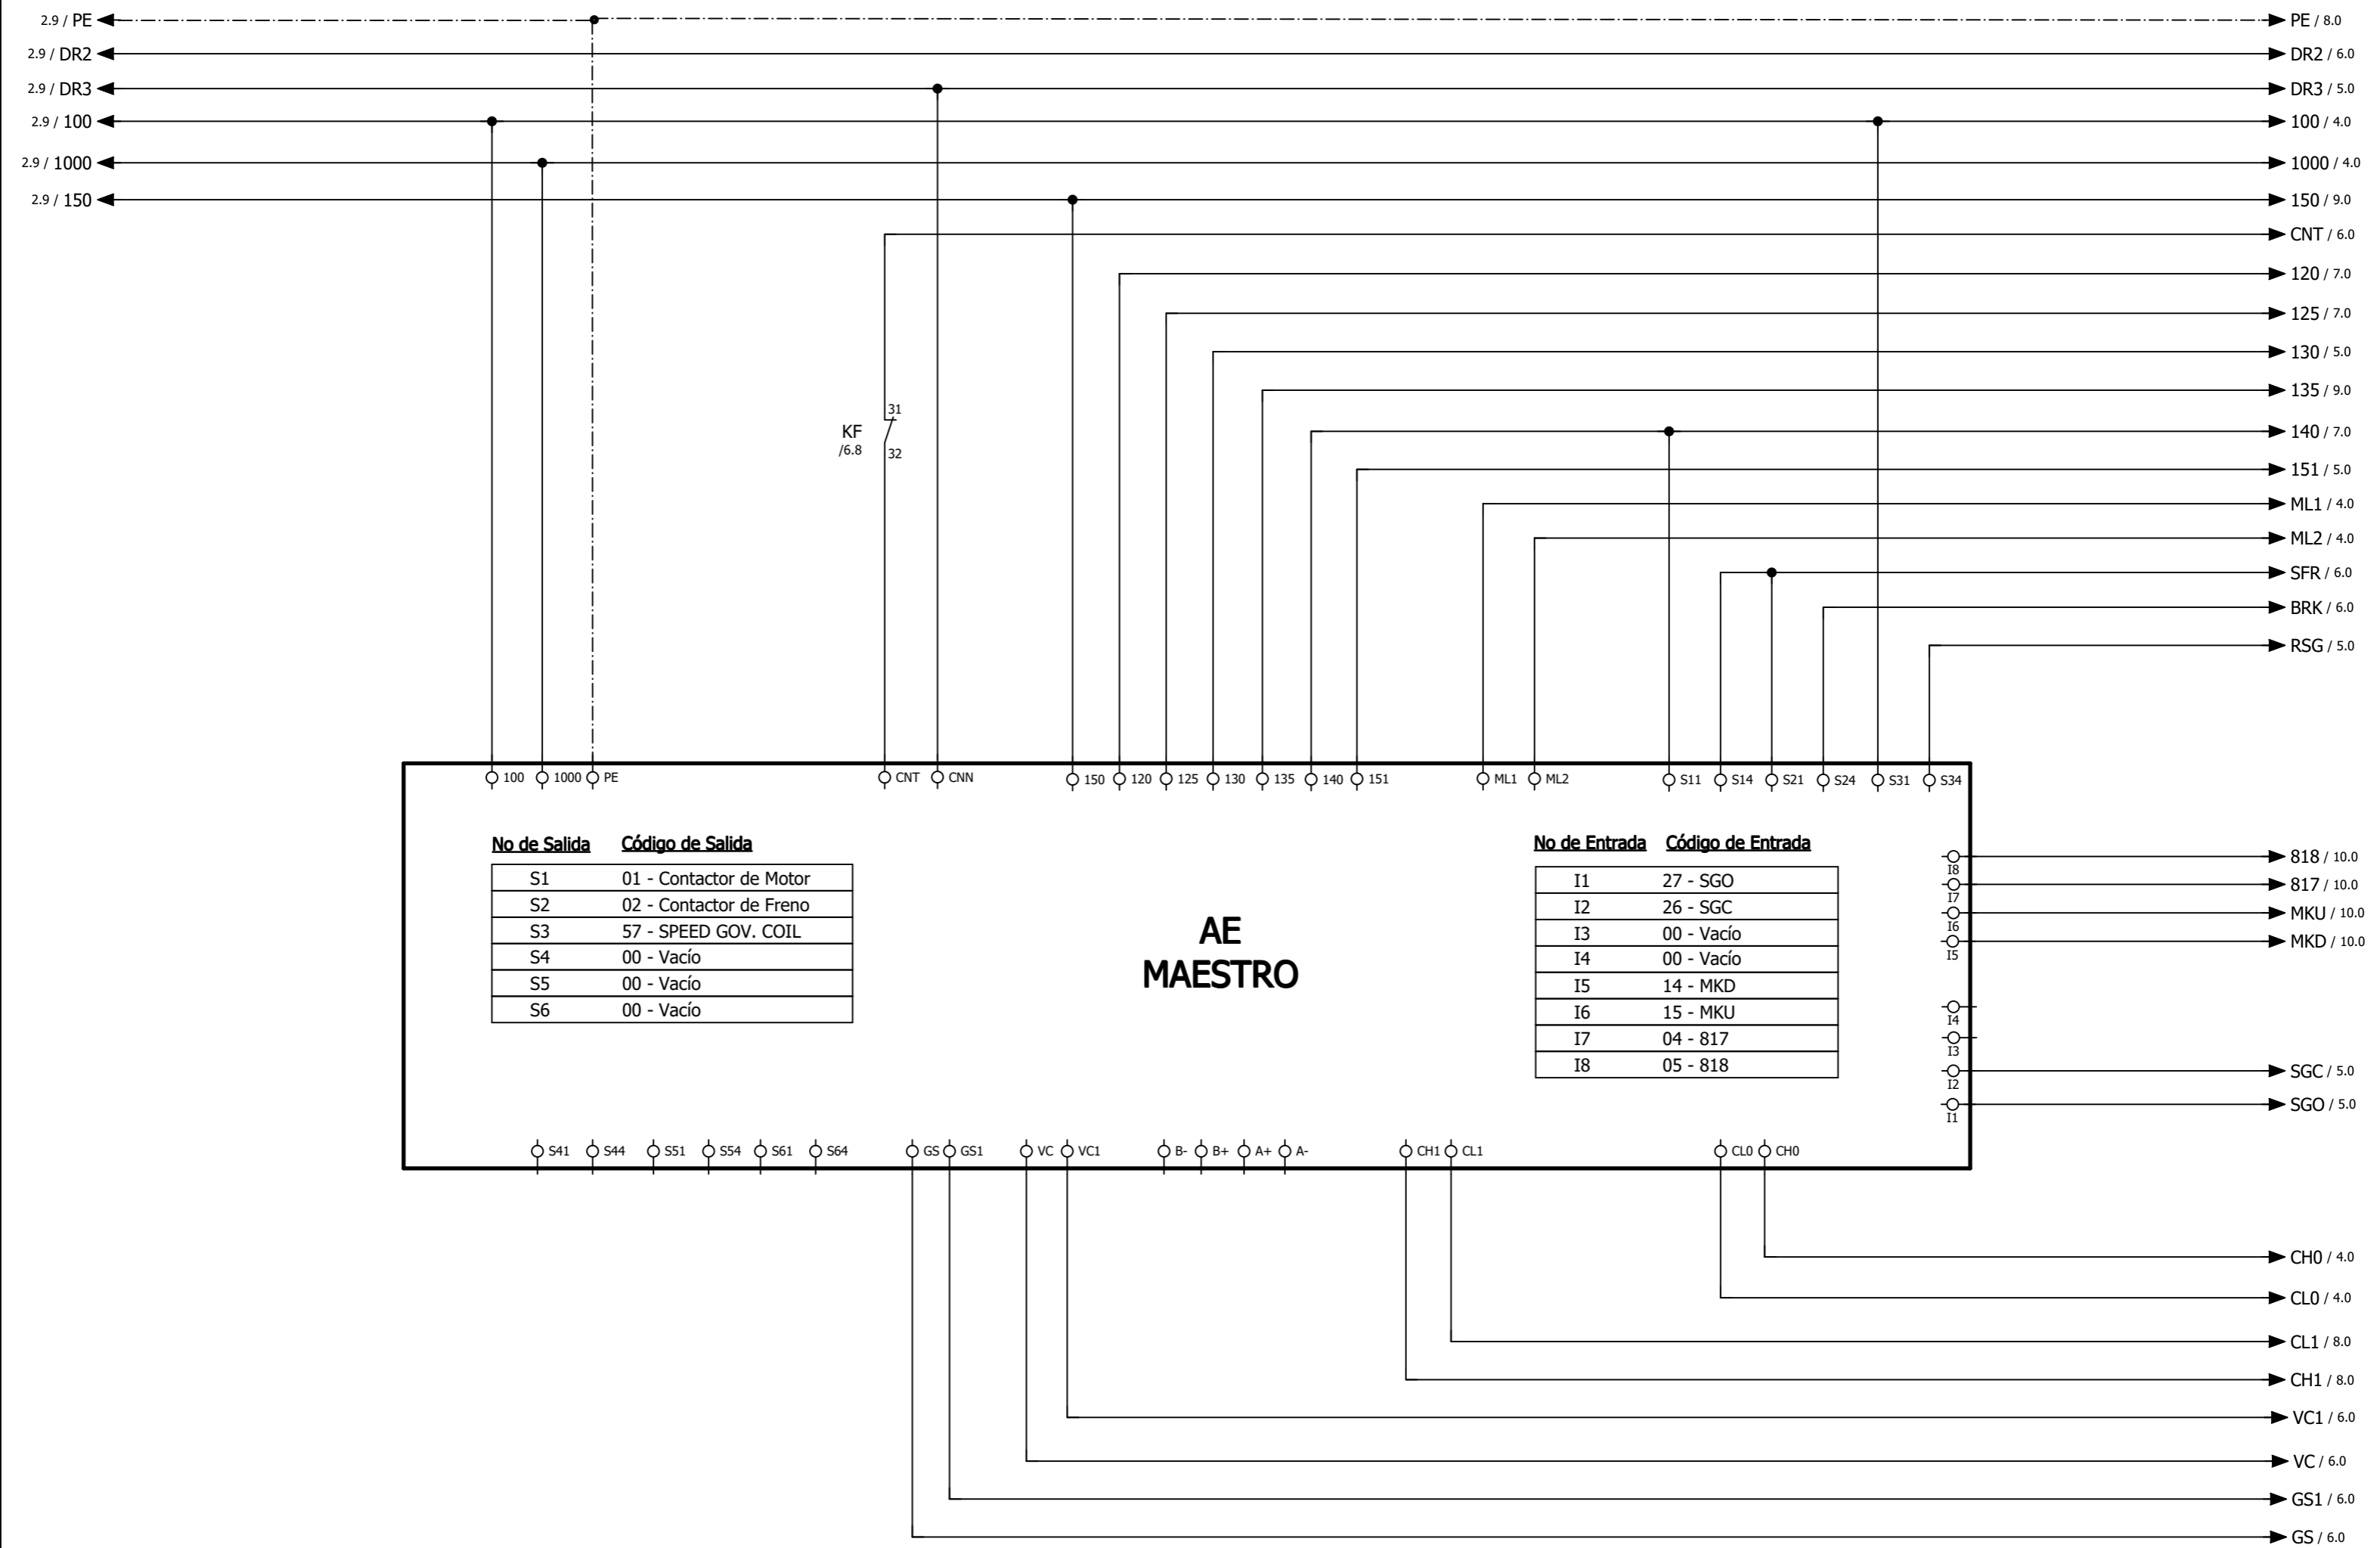 2.9 / PE
PE / 8.0
2.9 / DR2
DR2 / 6.0
2.9 / DR3
DR3 / 5.0
2.9 / 100
100 / 4.0
2.9 / 1000
1000 / 4.0
2.9 / 150
150 / 9.0
CNT / 6.0
120 / 7.0
125 / 7.0
130 / 5.0
135 / 9.0
31
KF
/6.8
32
140 / 7.0
151 / 5.0
ML1 / 4.0
ML2 / 4.0
SFR / 6.0
BRK / 6.0
RSG / 5.0
100 1000 PE CNT CNN 150 120 125 130 135 140 151 ML1 ML2 S11 S14 S21 S24 S31 S34
No de Salida Código de Salida
S1 01 - Contactor de Motor
S2 02 - Contactor de Freno
S3 57 - SPEED GOV. COIL
S4 00 - Vacío
S5 00 - Vacío
S6 00 - Vacío
AE
MAESTRO
No de Entrada Código de Entrada
I1 27 - SGO
I2 26 - SGC
I3 00 - Vacío
I4 00 - Vacío
I5 14 - MKD
I6 15 - MKU
I7 04 - 817
I8 05 - 818
I8
818 / 10.0
I7
817 / 10.0
I6
MKU / 10.0
I5
MKD / 10.0
I4
I3
I2
SGC / 5.0
I1
SGO / 5.0
S41 S44 S51 S54 S61 S64 GS GS1 VC VC1 B- B+ A+ A- CH1 CL1 CL0 CH0
CH0 / 4.0
CL0 / 4.0
CL1 / 8.0
CH1 / 8.0
VC1 / 6.0
VC / 6.0
GS1 / 6.0
GS / 6.0